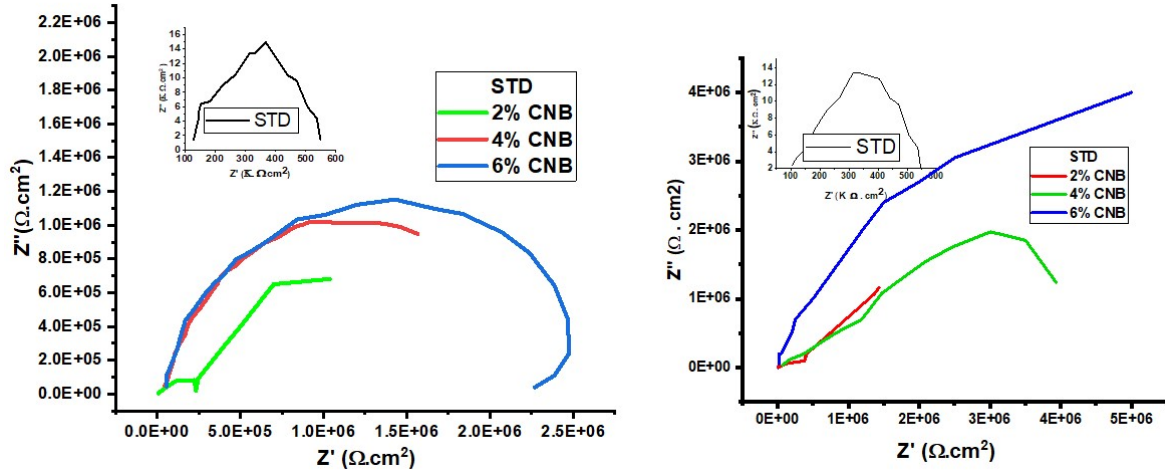 2.2E+06
2.0E+06
1.8E+06
1.6E+06
1.4E+06
1.2E+06
1.0E+06
8.0E+05
6.0E+05
4.0E+05
2.0E+05
0.0E+00
Z''(Ω.cm²)
0.0E+00 5.0E+05 1.0E+06 1.5E+06 2.0E+06 2.5E+06
Z' (Ω.cm²)
16
14
12
10
8
6
4
2
0
Z'' (K Ω.cm²)
STD
100 200 300 400 500 600
Z' (K. Ωcm²)
STD
2% CNB
4% CNB
6% CNB
4E+06
3E+06
2E+06
1E+06
0E+00
Z'' (Ω . cm2)
0E+00 1E+06 2E+06 3E+06 4E+06 5E+06
Z' (Ω.cm²)
14
12
10
8
6
4
2
Z'' (K Ω. cm²)
STD
100 200 300 400 500 600
Z' (K Ω . cm²)
STD
2% CNB
4% CNB
6% CNB